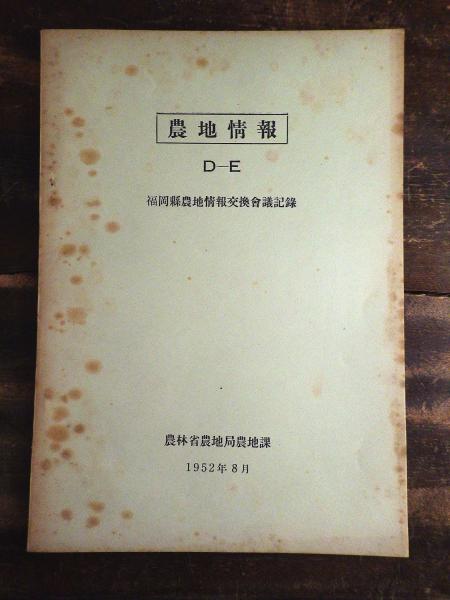 農地情報
D—E
福岡縣農地情報交換會議記錄
農林省農地局農地課
1952年8月